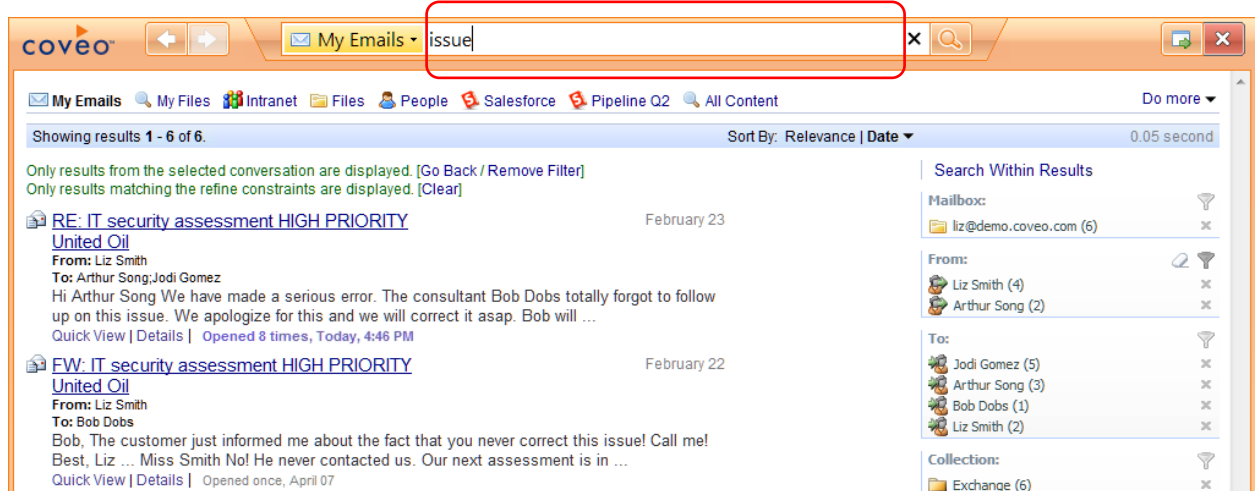 coveo™ My Emails issue
My Emails My Files Intranet Files People Salesforce Pipeline Q2 All Content Do more
Showing results 1 - 6 of 6. Sort By: Relevance | Date 0.05 second
Only results from the selected conversation are displayed. [Go Back / Remove Filter]
Only results matching the refine constraints are displayed. [Clear]
RE: IT security assessment HIGH PRIORITY February 23
United Oil
From: Liz Smith
To: Arthur Song;Jodi Gomez
Hi Arthur Song We have made a serious error. The consultant Bob Dobs totally forgot to follow
up on this issue. We apologize for this and we will correct it asap. Bob will ...
Quick View | Details | Opened 8 times, Today, 4:46 PM
FW: IT security assessment HIGH PRIORITY February 22
United Oil
From: Liz Smith
To: Bob Dobs
Bob, The customer just informed me about the fact that you never correct this issue! Call me!
Best, Liz ... Miss Smith No! He never contacted us. Our next assessment is in ...
Quick View | Details | Opened once, April 07
Search Within Results
Mailbox:
liz@demo.coveo.com (6)
From:
Liz Smith (4)
Arthur Song (2)
To:
Jodi Gomez (5)
Arthur Song (3)
Bob Dobs (1)
Liz Smith (2)
Collection:
Exchange (6)